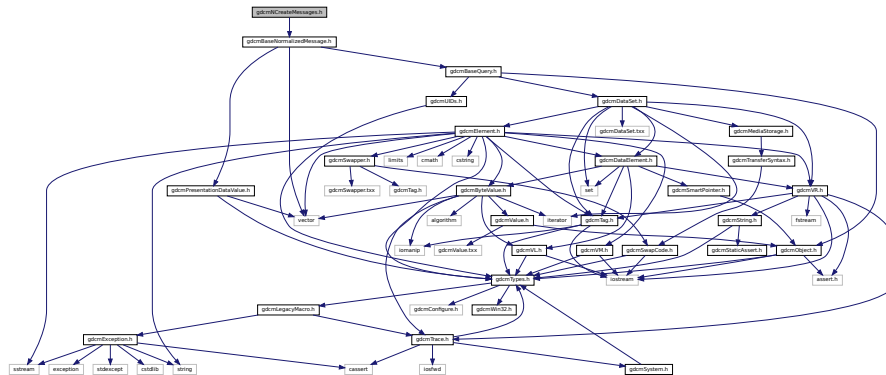 gdcmNCreateMessages.h
gdcmBaseNormalizedMessage.h
gdcmBaseQuery.h
gdcmUIDs.h
gdcmDataSet.h
gdcmElement.h
gdcmDataSet.txx
gdcmMediaStorage.h
gdcmSwapper.h
limits
cmath
cstring
gdcmDataElement.h
gdcmTransferSyntax.h
gdcmPresentationDataValue.h
gdcmSwapper.txx
gdcmTag.h
gdcmByteValue.h
set
gdcmSmartPointer.h
gdcmVR.h
vector
algorithm
gdcmValue.h
iterator
gdcmTag.h
gdcmString.h
fstream
iomanip
gdcmValue.txx
gdcmVL.h
gdcmVM.h
gdcmSwapCode.h
gdcmStaticAssert.h
gdcmObject.h
gdcmTypes.h
iostream
assert.h
gdcmLegacyMacro.h
gdcmConfigure.h
gdcmWin32.h
gdcmException.h
gdcmTrace.h
sstream
exception
stdexcept
cstdlib
string
cassert
iosfwd
gdcmSystem.h